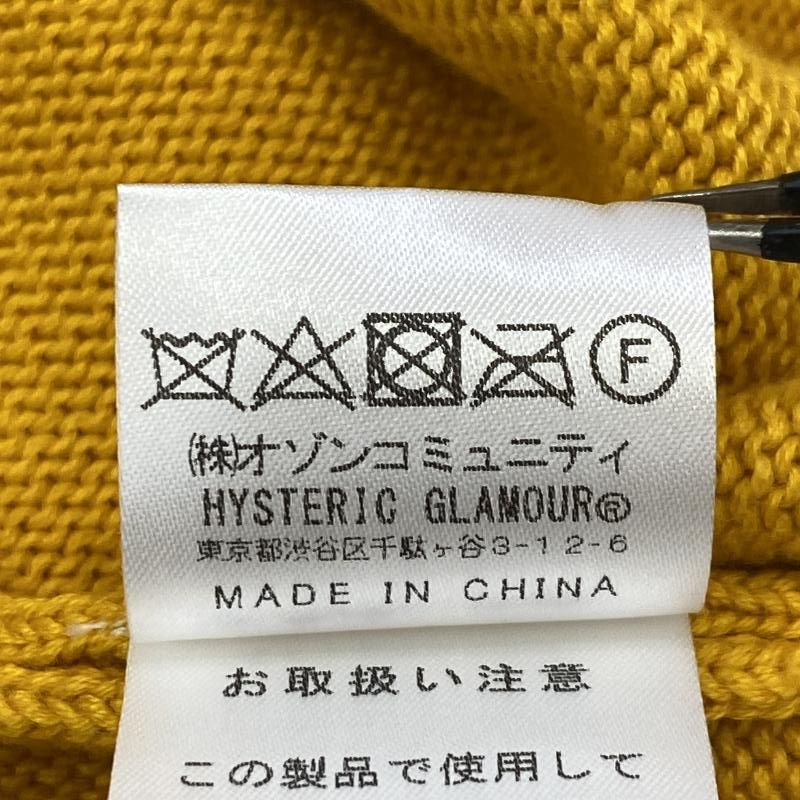 F
㈱オゾンコミュニティ
HYSTERIC GLAMOUR®
東京都渋谷区千駄ヶ谷3-12-6
MADE IN CHINA
お取扱い注意
この製品で使用して